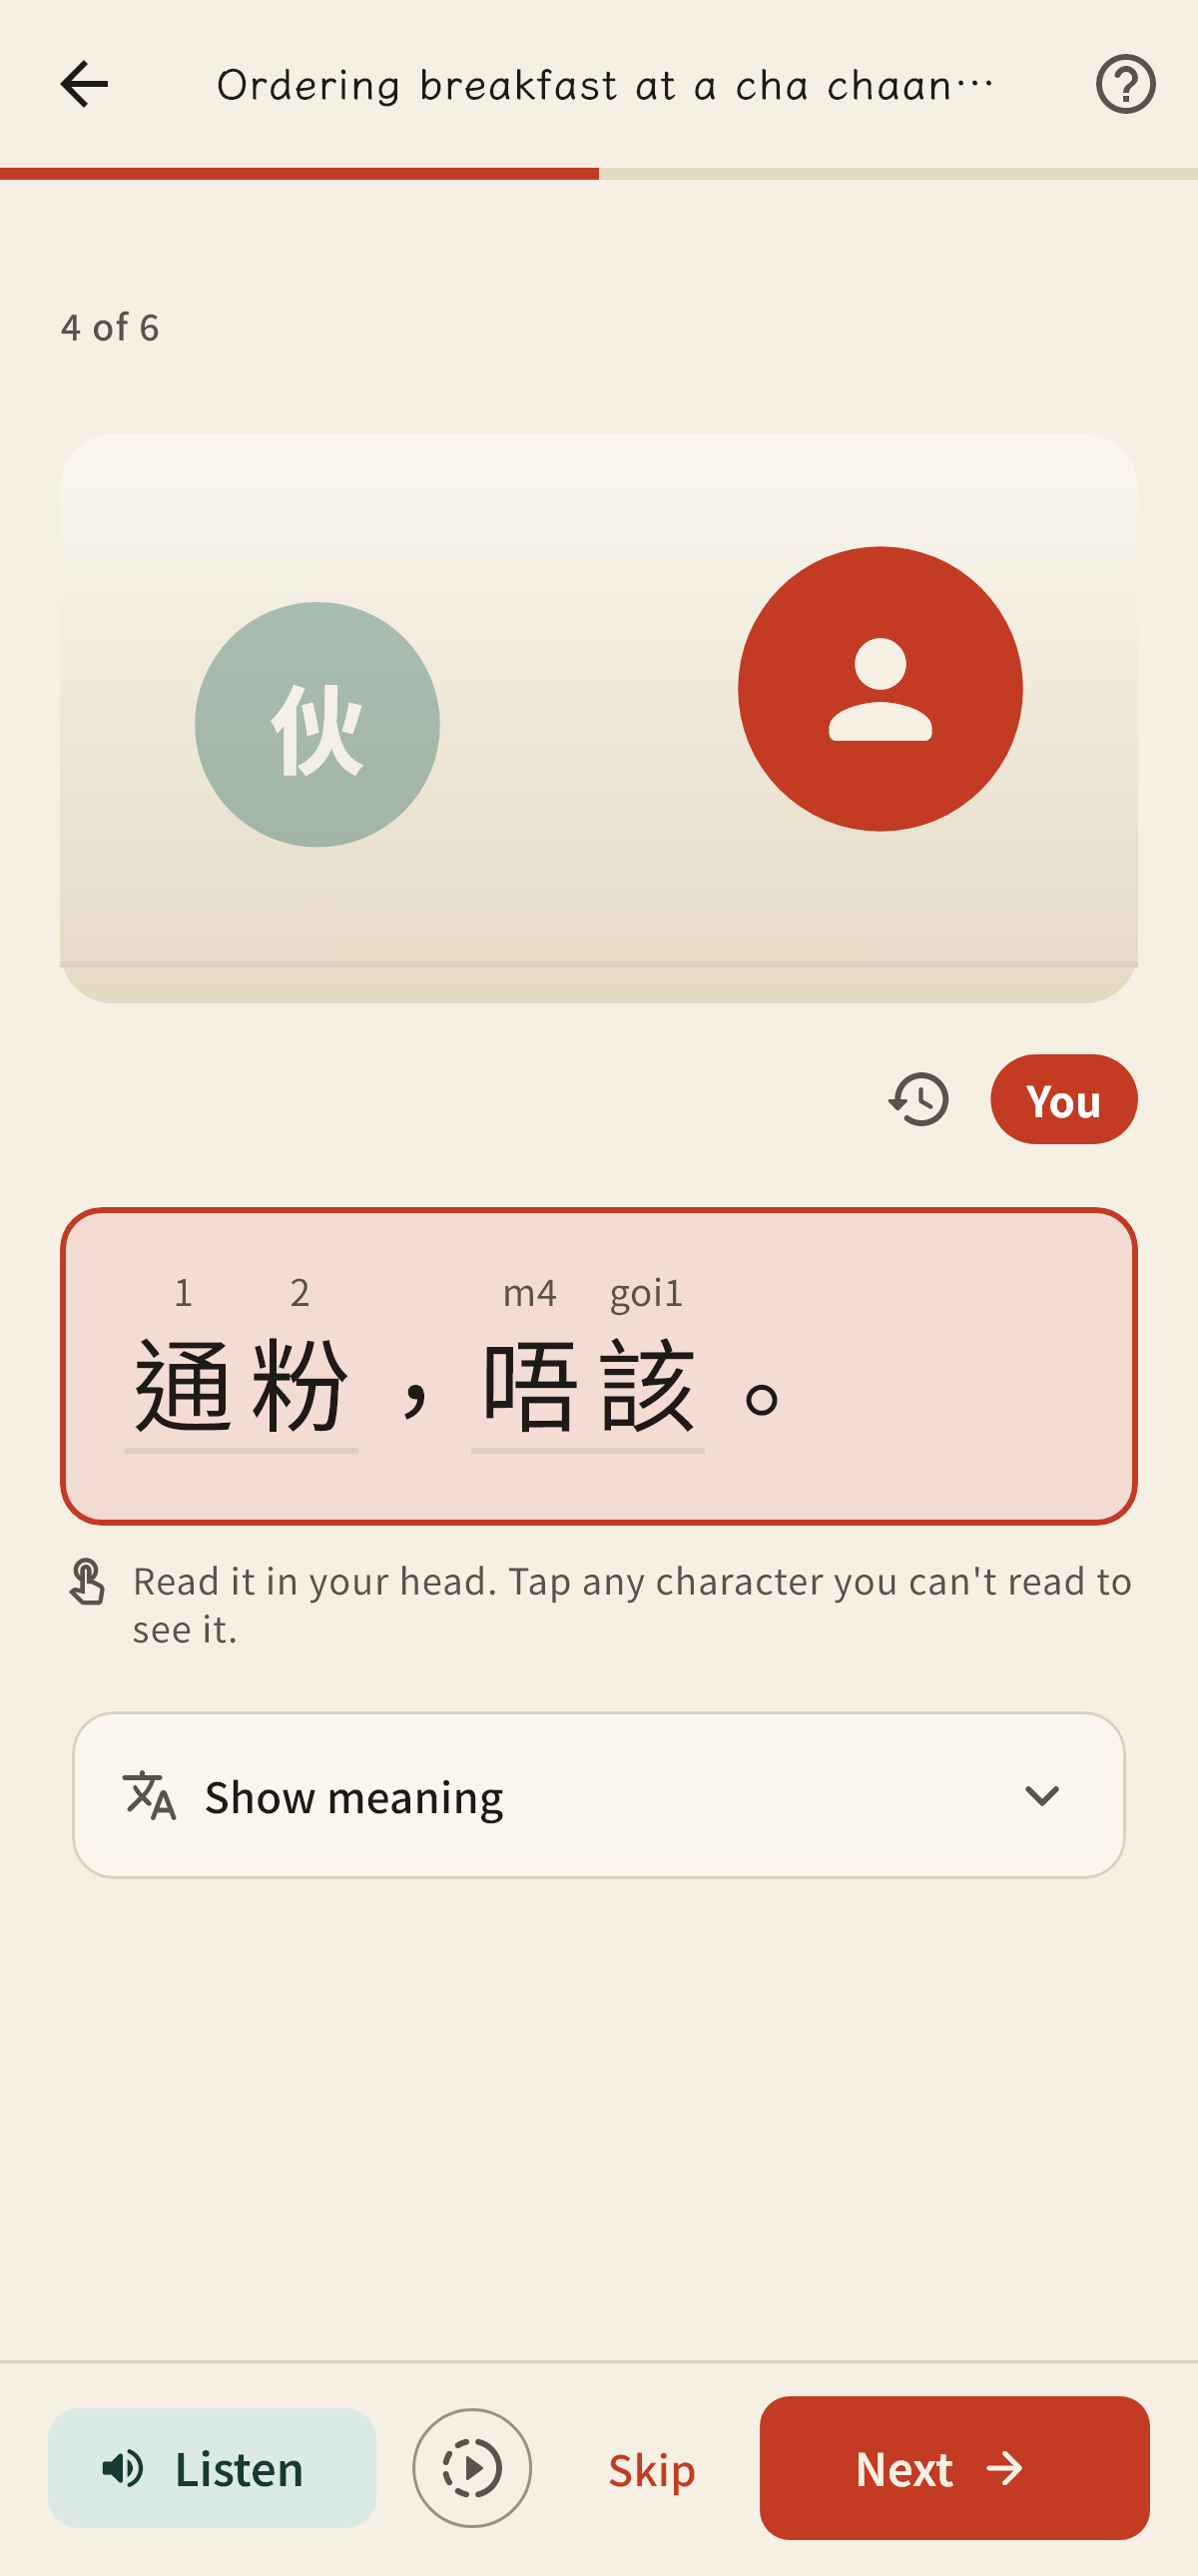 Ordering breakfast at a cha chaan…
4 of 6
伙
You
1 2 m4 goi1
通粉，唔該。
Read it in your head. Tap any character you can't read to
see it.
Show meaning
Listen
Skip
Next